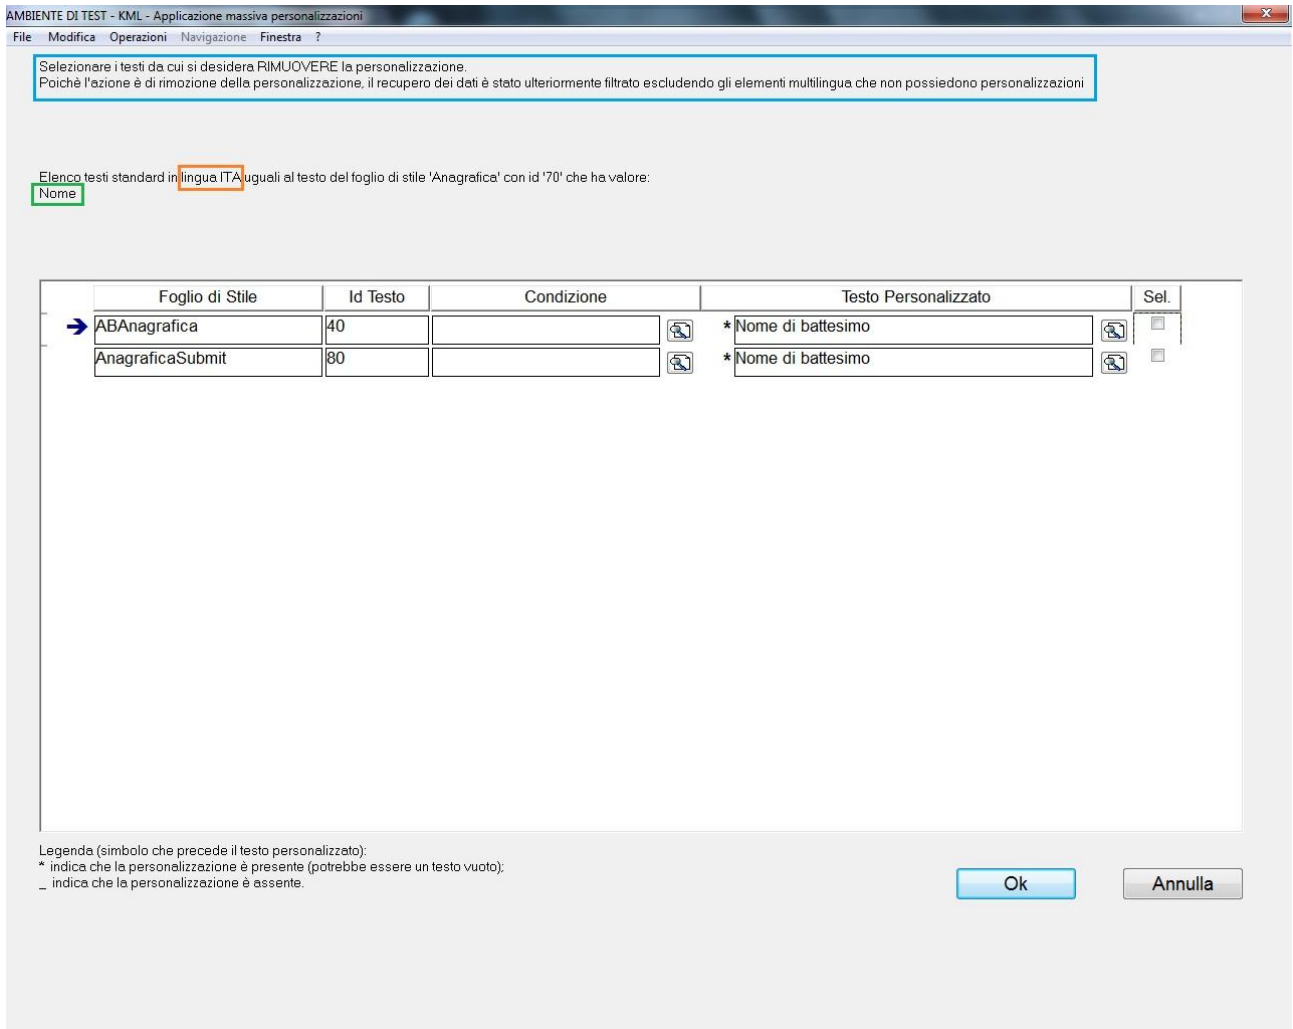 AMBIENTE DI TEST - KML - Applicazione massiva personalizzazioni
File Modifica Operazioni Navigazione Finestra ?
Selezionare i testi da cui si desidera RIMUOVERE la personalizzazione.
Poichè l'azione è di rimozione della personalizzazione, il recupero dei dati è stato ulteriormente filtrato escludendo gli elementi multilingua che non possiedono personalizzazioni
Elenco testi standard in lingua ITA uguali al testo del foglio di stile 'Anagrafica' con id '70' che ha valore:
Nome
Foglio di Stile Id Testo Condizione Testo Personalizzato Sel.
ABAnagrafica 40 * Nome di battesimo
AnagraficaSubmit 80 * Nome di battesimo
Legenda (simbolo che precede il testo personalizzato):
* indica che la personalizzazione è presente (potrebbe essere un testo vuoto);
_ indica che la personalizzazione è assente.
Ok Annulla